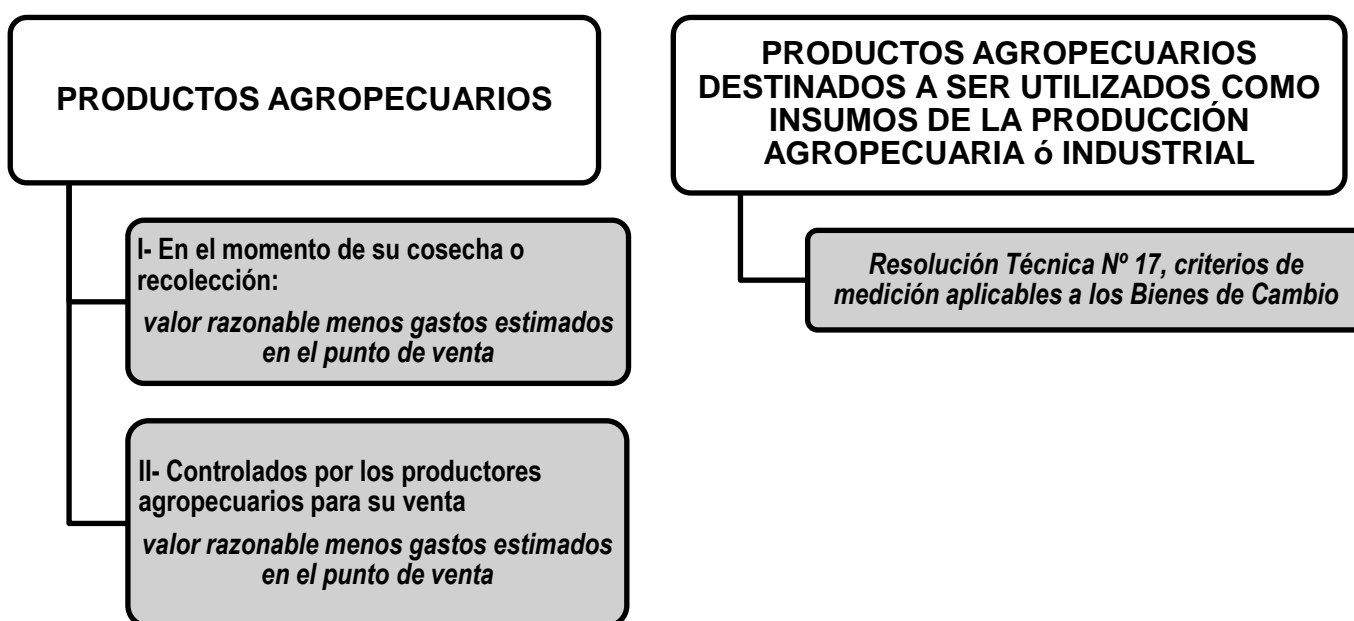 PRODUCTOS AGROPECUARIOS
I- En el momento de su cosecha o
recolección:
valor razonable menos gastos estimados
en el punto de venta
II- Controlados por los productores
agropecuarios para su venta
valor razonable menos gastos estimados
en el punto de venta
PRODUCTOS AGROPECUARIOS
DESTINADOS A SER UTILIZADOS COMO
INSUMOS DE LA PRODUCCIÓN
AGROPECUARIA ó INDUSTRIAL
Resolución Técnica Nº 17, criterios de
medición aplicables a los Bienes de Cambio